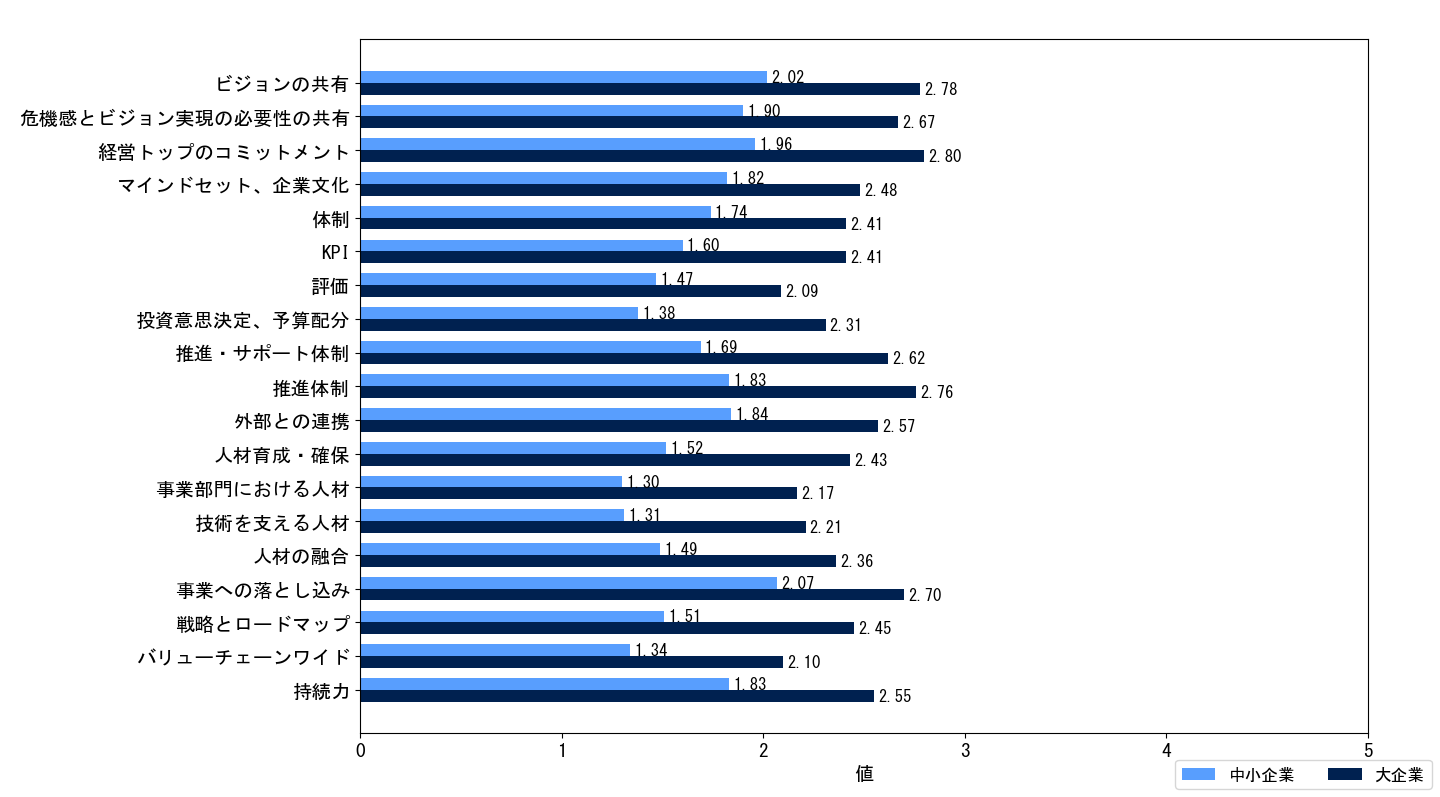 ビジョンの共有 2.02 2.78
危機感とビジョン実現の必要性の共有 1.90 2.67
経営トップのコミットメント 1.96 2.80
マインドセット、企業文化 1.82 2.48
体制 1.74 2.41
KPI 1.60 2.41
評価 1.47 2.09
投資意思決定、予算配分 1.38 2.31
推進・サポート体制 1.69 2.62
推進体制 1.83 2.76
外部との連携 1.84 2.57
人材育成・確保 1.52 2.43
事業部門における人材 1.30 2.17
技術を支える人材 1.31 2.21
人材の融合 1.49 2.36
事業への落とし込み 2.07 2.70
戦略とロードマップ 1.51 2.45
バリューチェーンワイド 1.34 2.10
持続力 1.83 2.55
0 1 2 3 4 5
値
中小企業 大企業